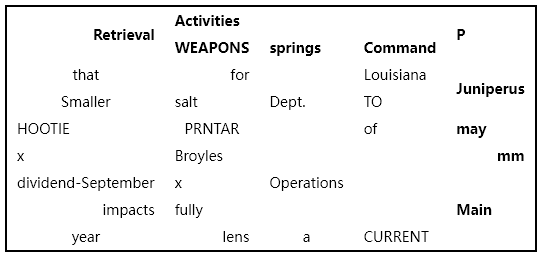 Retrieval Activities WEAPONS springs Command P
that for Louisiana Juniperus
Smaller salt Dept. TO
HOOTIE PRNTAR of may
x Broyles mm
dividend-September x Operations
impacts fully Main
year lens a CURRENT